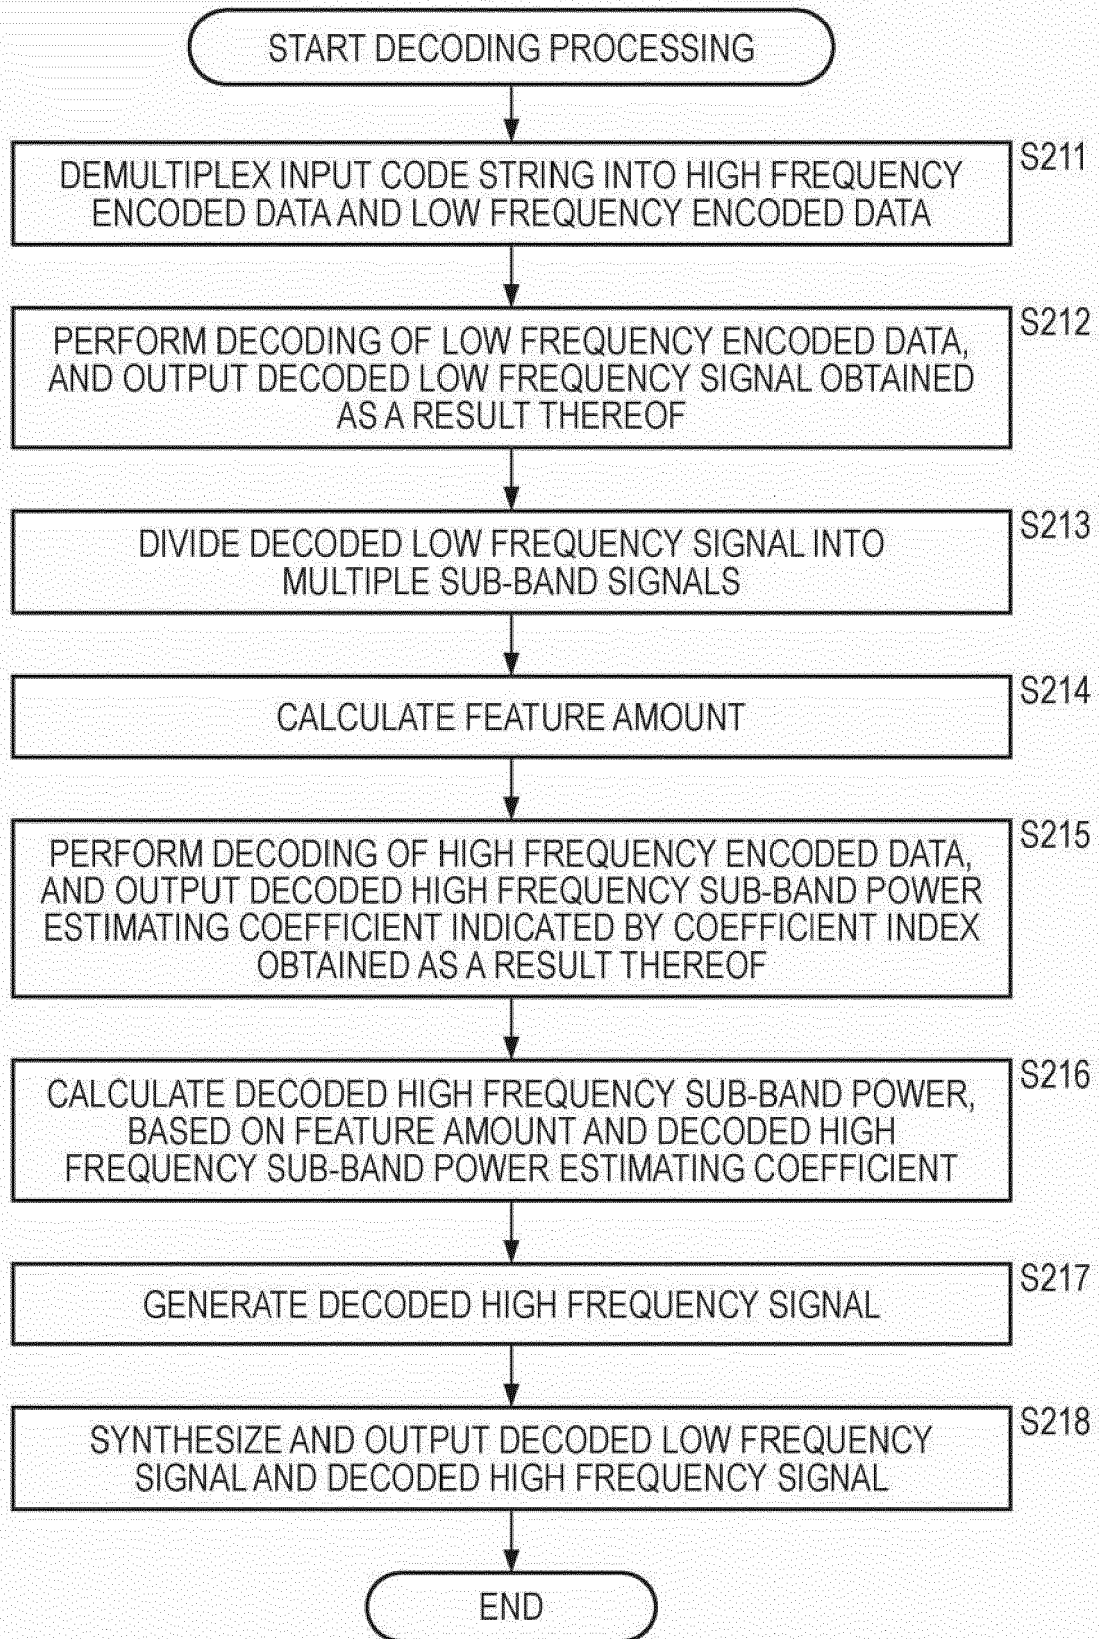 START DECODING PROCESSING
S211
DEMULTIPLEX INPUT CODE STRING INTO HIGH FREQUENCY
ENCODED DATA AND LOW FREQUENCY ENCODED DATA
S212
PERFORM DECODING OF LOW FREQUENCY ENCODED DATA,
AND OUTPUT DECODED LOW FREQUENCY SIGNAL OBTAINED
AS A RESULT THEREOF
S213
DIVIDE DECODED LOW FREQUENCY SIGNAL INTO
MULTIPLE SUB-BAND SIGNALS
S214
CALCULATE FEATURE AMOUNT
S215
PERFORM DECODING OF HIGH FREQUENCY ENCODED DATA,
AND OUTPUT DECODED HIGH FREQUENCY SUB-BAND POWER
ESTIMATING COEFFICIENT INDICATED BY COEFFICIENT INDEX
OBTAINED AS A RESULT THEREOF
S216
CALCULATE DECODED HIGH FREQUENCY SUB-BAND POWER,
BASED ON FEATURE AMOUNT AND DECODED HIGH
FREQUENCY SUB-BAND POWER ESTIMATING COEFFICIENT
S217
GENERATE DECODED HIGH FREQUENCY SIGNAL
S218
SYNTHESIZE AND OUTPUT DECODED LOW FREQUENCY
SIGNAL AND DECODED HIGH FREQUENCY SIGNAL
END